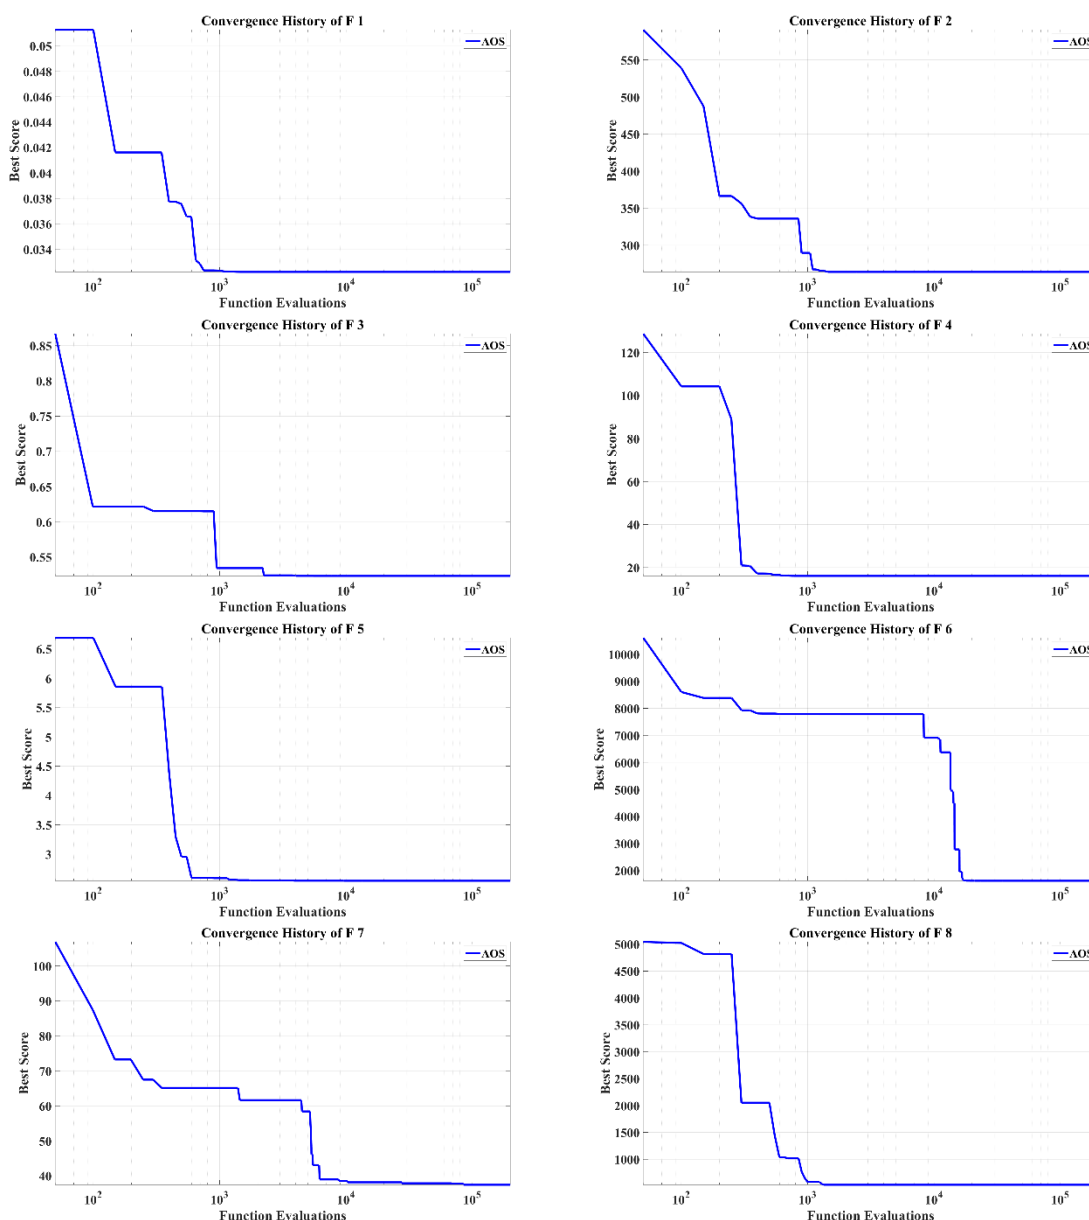 Convergence History of F 1
AOS
Best Score
0.05
0.048
0.046
0.044
0.042
0.04
0.038
0.036
0.034
10^2
10^3
10^4
10^5
Function Evaluations
Convergence History of F 2
AOS
Best Score
550
500
450
400
350
300
10^2
10^3
10^4
10^5
Function Evaluations
Convergence History of F 3
AOS
Best Score
0.85
0.8
0.75
0.7
0.65
0.6
0.55
10^2
10^3
10^4
10^5
Function Evaluations
Convergence History of F 4
AOS
Best Score
120
100
80
60
40
20
10^2
10^3
10^4
10^5
Function Evaluations
Convergence History of F 5
AOS
Best Score
6.5
6
5.5
5
4.5
4
3.5
3
10^2
10^3
10^4
10^5
Function Evaluations
Convergence History of F 6
AOS
Best Score
10000
9000
8000
7000
6000
5000
4000
3000
2000
10^2
10^3
10^4
10^5
Function Evaluations
Convergence History of F 7
AOS
Best Score
100
90
80
70
60
50
40
10^2
10^3
10^4
10^5
Function Evaluations
Convergence History of F 8
AOS
Best Score
5000
4500
4000
3500
3000
2500
2000
1500
1000
10^2
10^3
10^4
10^5
Function Evaluations